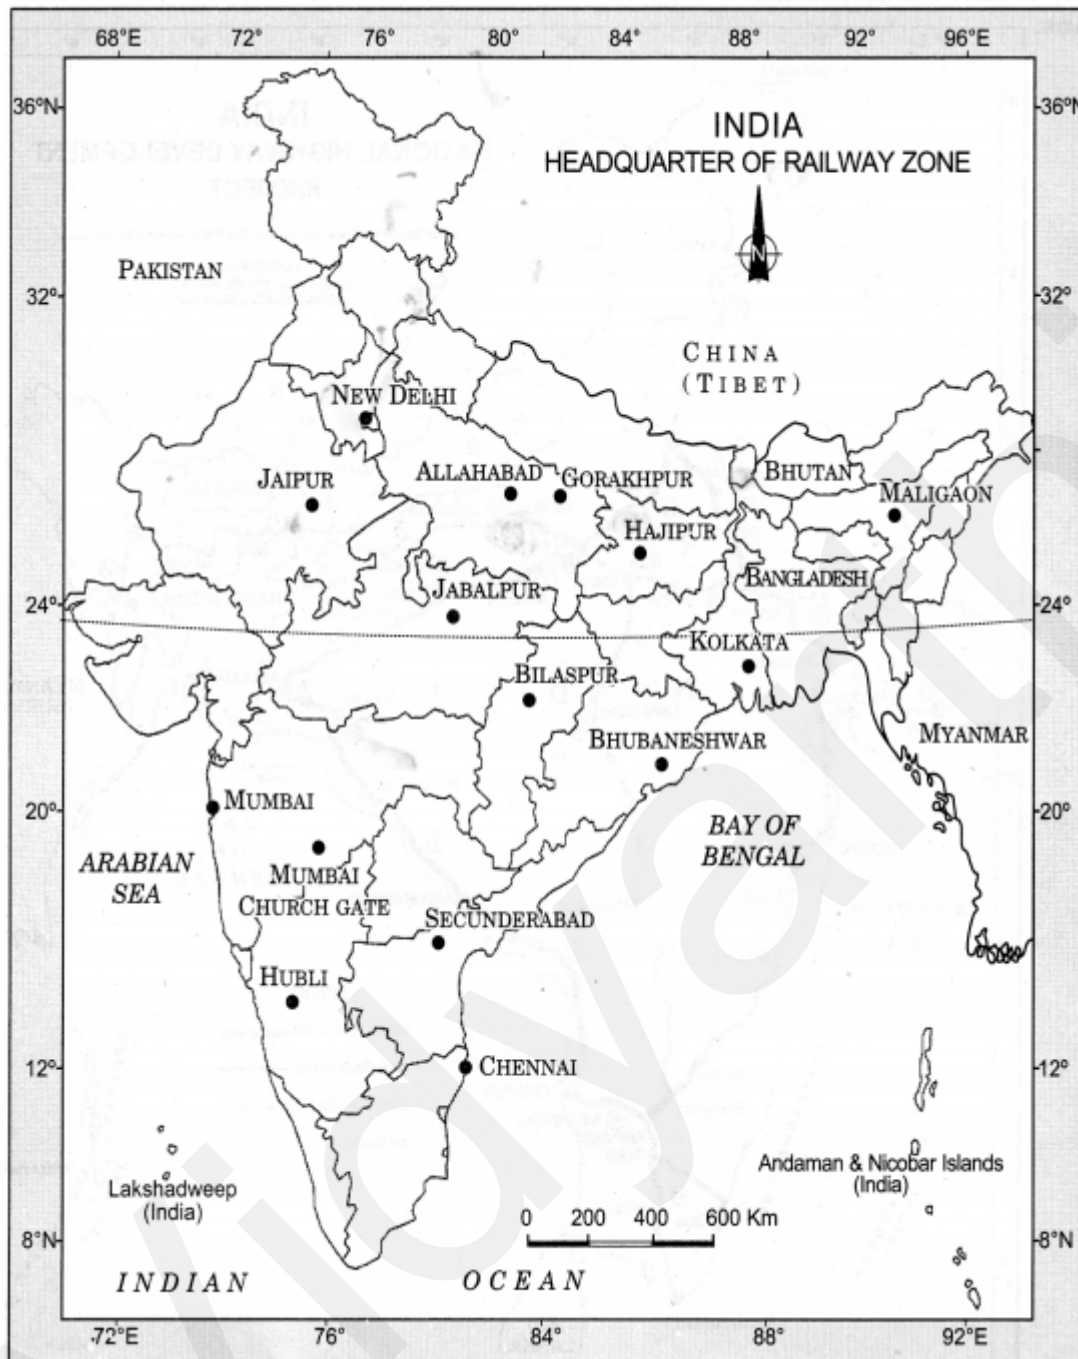 68°E 72° 76° 80° 84° 88° 92° 96°E
36°N 36°N
INDIA
HEADQUARTER OF RAILWAY ZONE
N
PAKISTAN
32° 32°
CHINA
(TIBET)
NEW DELHI
JAIPUR
ALLAHABAD
GORAKHPUR
BHUTAN
MALIGAON
HAJIPUR
JABALPUR
BANGLADESH
24° 24°
KOLKATA
BILASPUR
BHUBANESHWAR
MYANMAR
MUMBAI
20° 20°
BAY OF
BENGAL
ARABIAN
SEA
MUMBAI
CHURCH GATE
SECUNDERABAD
HUBLI
12° CHENNAI 12°
Lakshadweep
(India)
Andaman & Nicobar Islands
(India)
0 200 400 600 Km
8°N 8°N
INDIAN OCEAN
72°E 76° 84° 88° 92°E